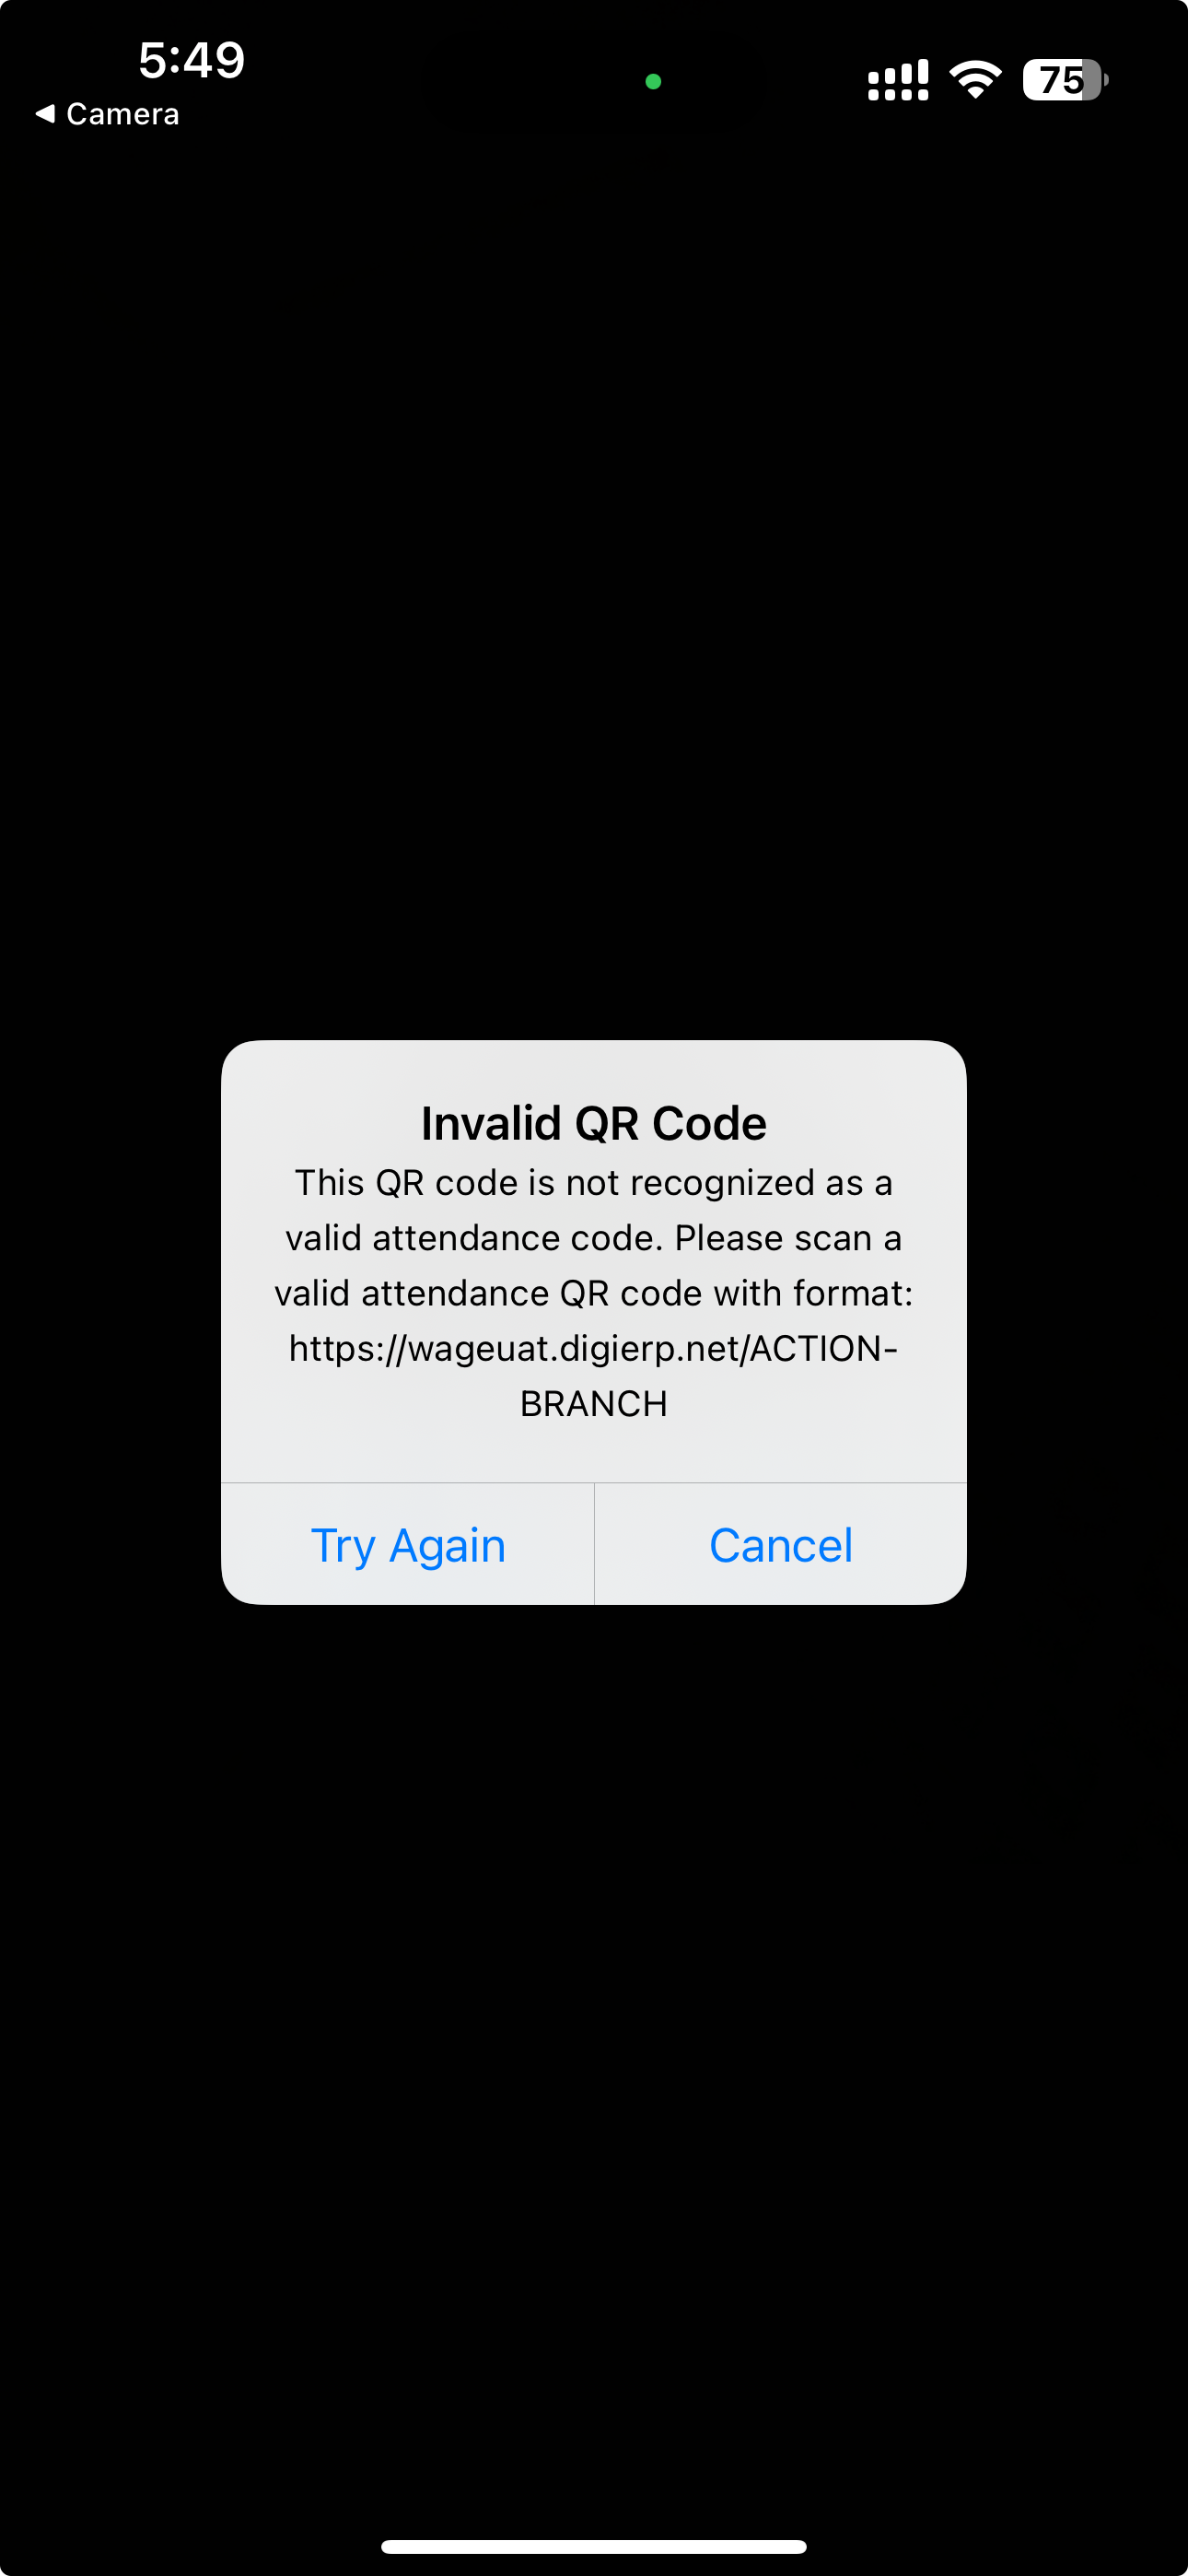 5:49
75
◀ Camera
Invalid QR Code
This QR code is not recognized as a
valid attendance code. Please scan a
valid attendance QR code with format:
https://wageuat.digierp.net/ACTION-
BRANCH
Try Again
Cancel